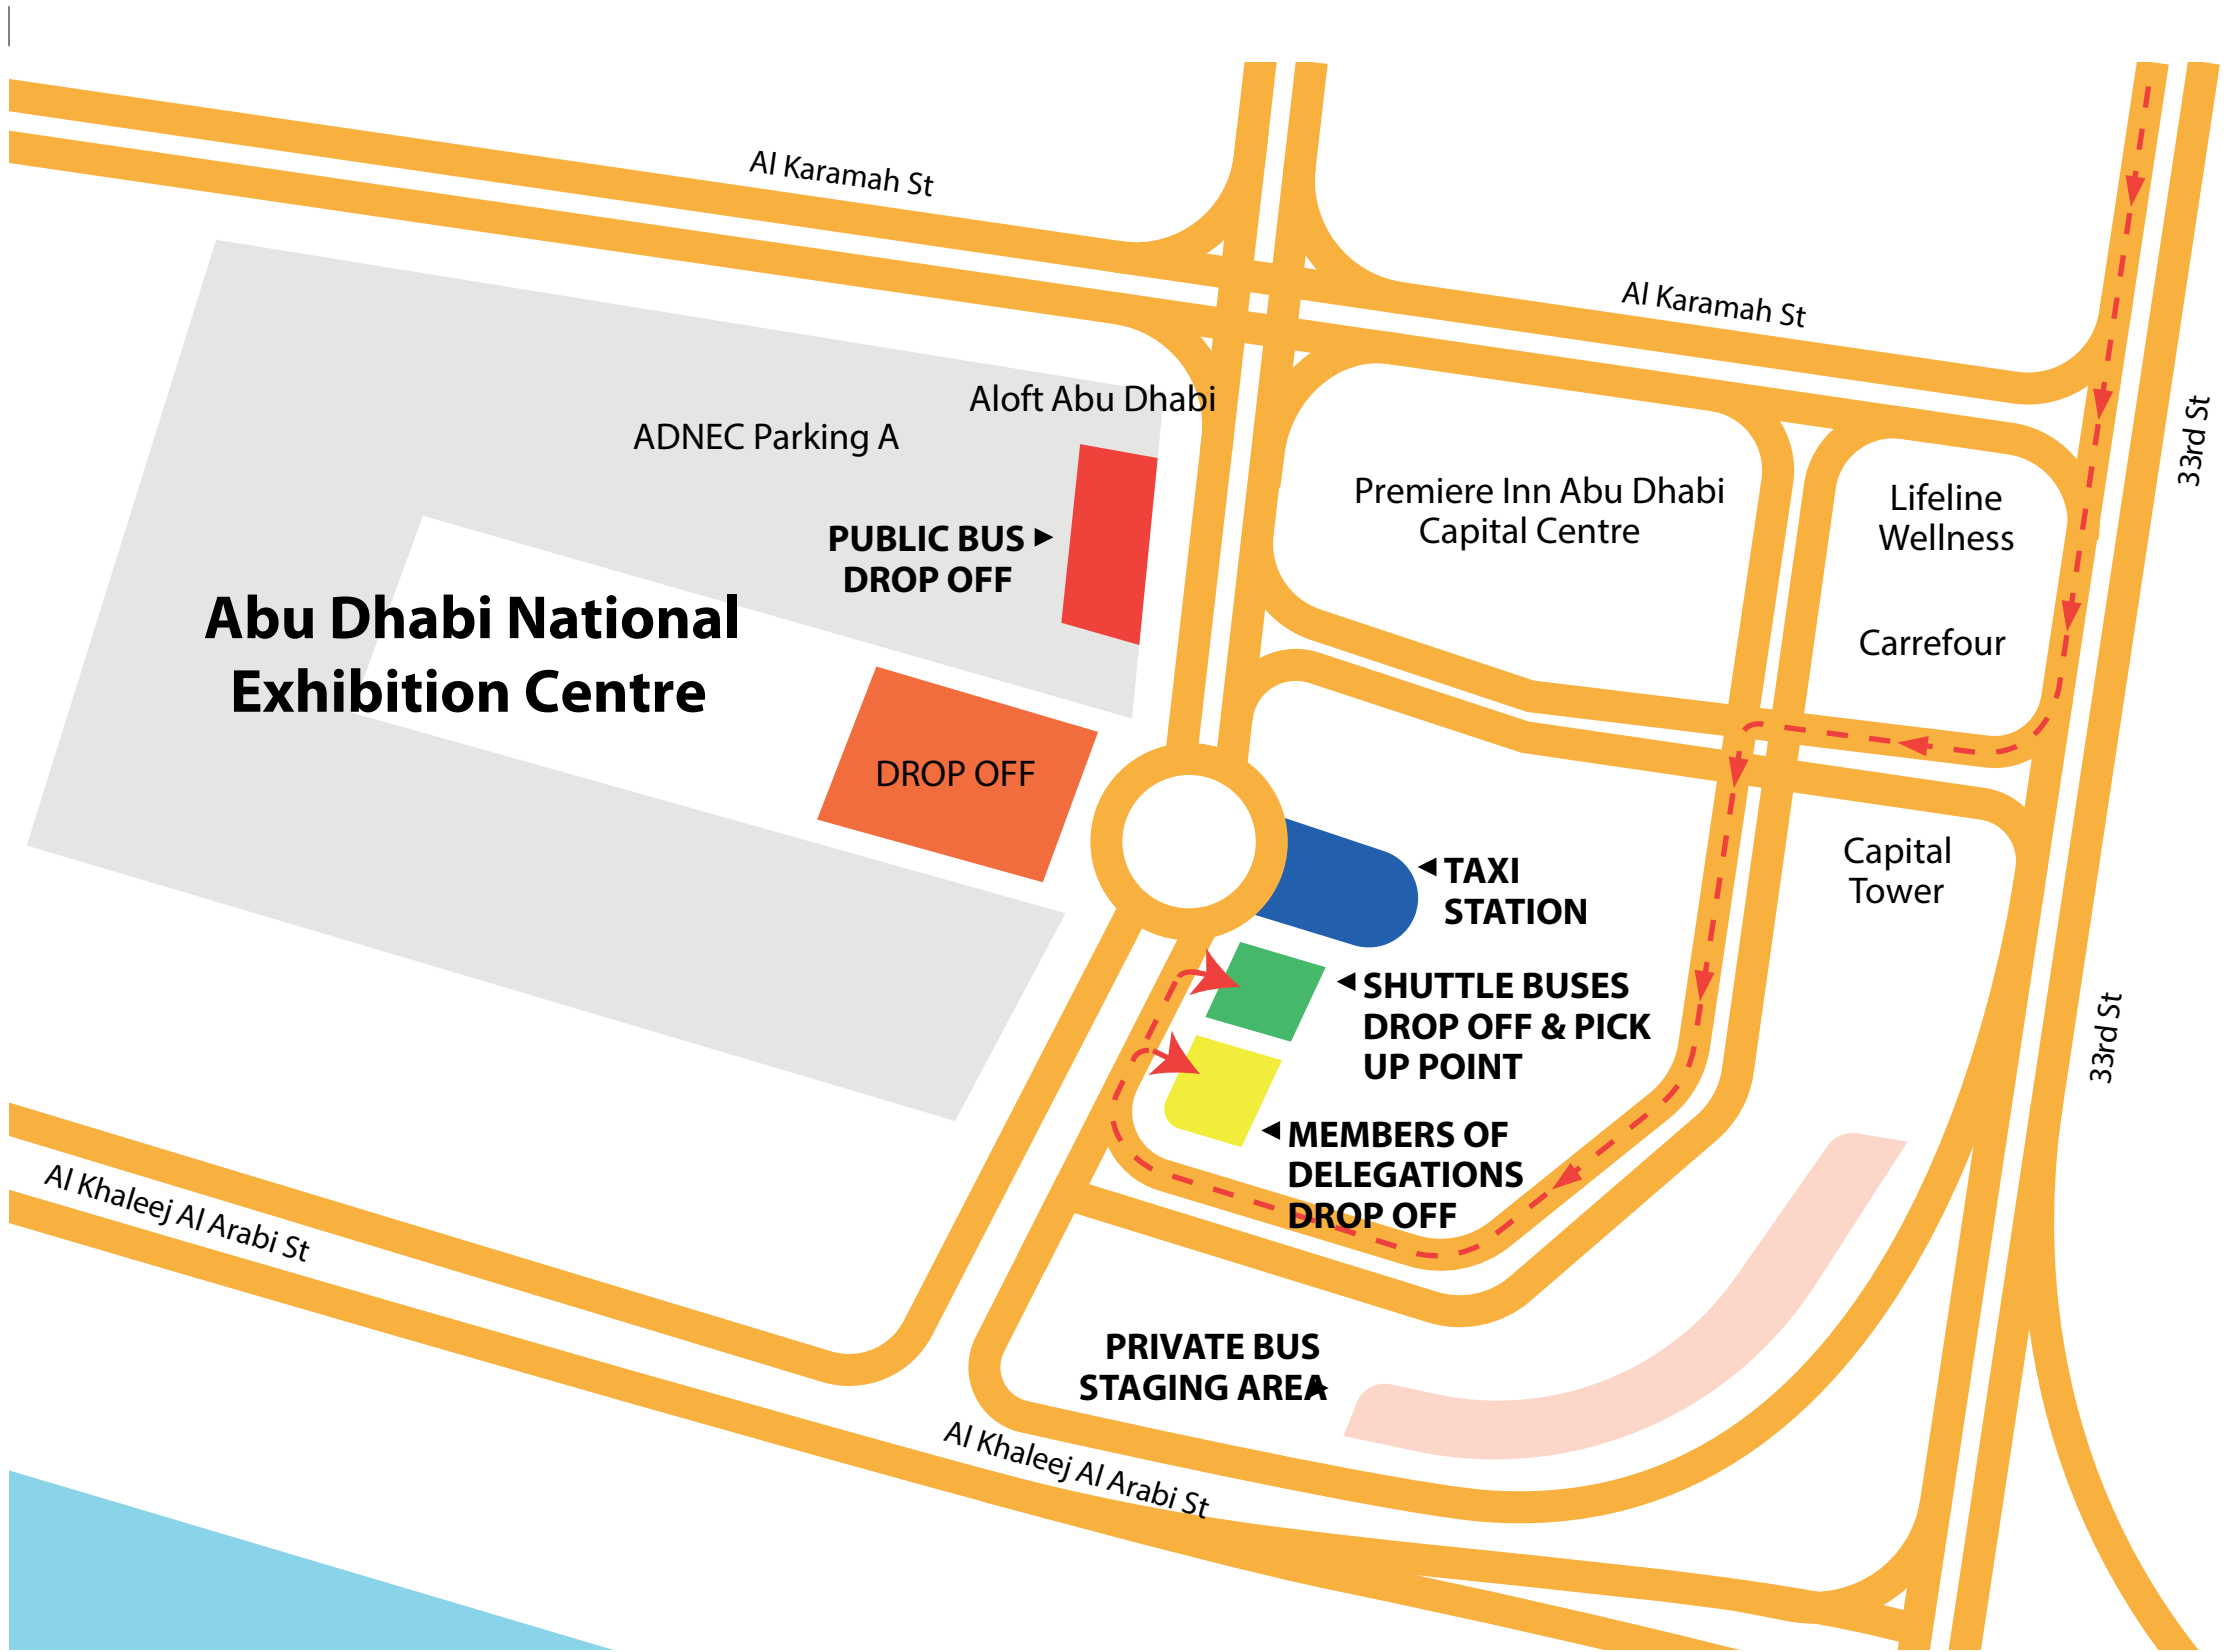 Al Karamah St
Al Karamah St
33rd St
Aloft Abu Dhabi
ADNEC Parking A
Premiere Inn Abu Dhabi
Capital Centre
Lifeline
Wellness
Carrefour
PUBLIC BUS
DROP OFF
Abu Dhabi National
Exhibition Centre
DROP OFF
Capital
Tower
TAXI
STATION
SHUTTLE BUSES
DROP OFF & PICK
UP POINT
33rd St
MEMBERS OF
DELEGATIONS
DROP OFF
Al Khaleej Al Arabi St
PRIVATE BUS
STAGING AREA
Al Khaleej Al Arabi St